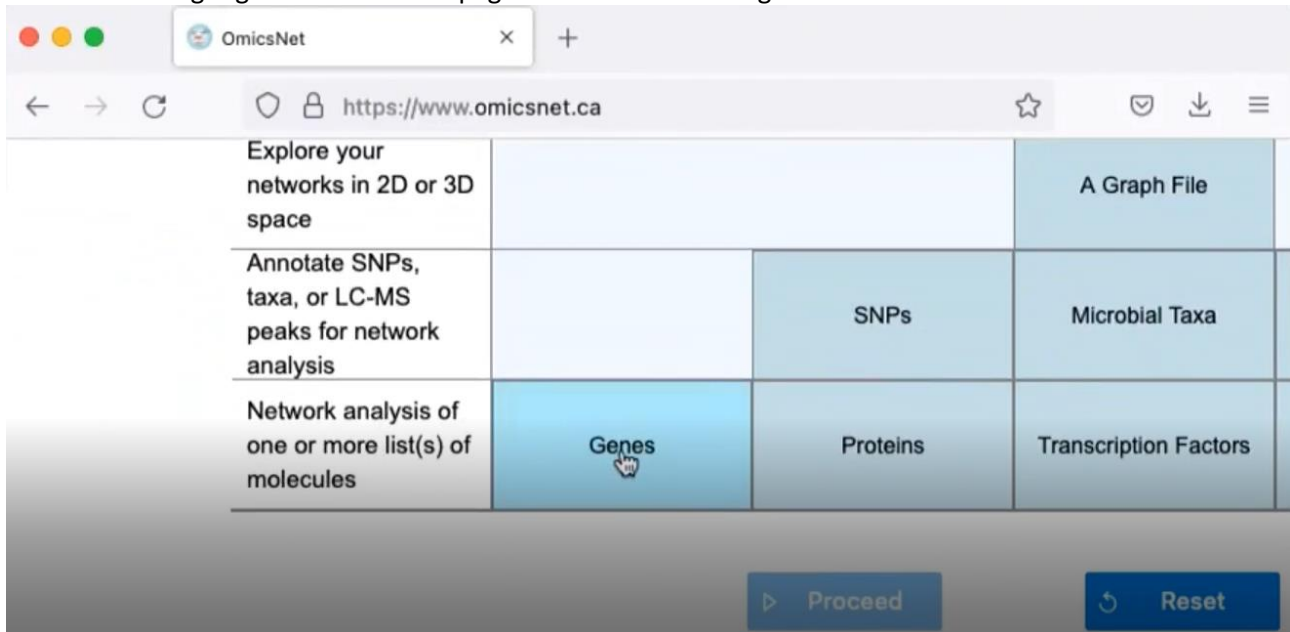 OmicsNet
https://www.omicsnet.ca
Explore your
networks in 2D or 3D
space
A Graph File
Annotate SNPs,
taxa, or LC-MS
peaks for network
analysis
SNPs
Microbial Taxa
Network analysis of
one or more list(s) of
molecules
Genes
Proteins
Transcription Factors
Proceed
Reset